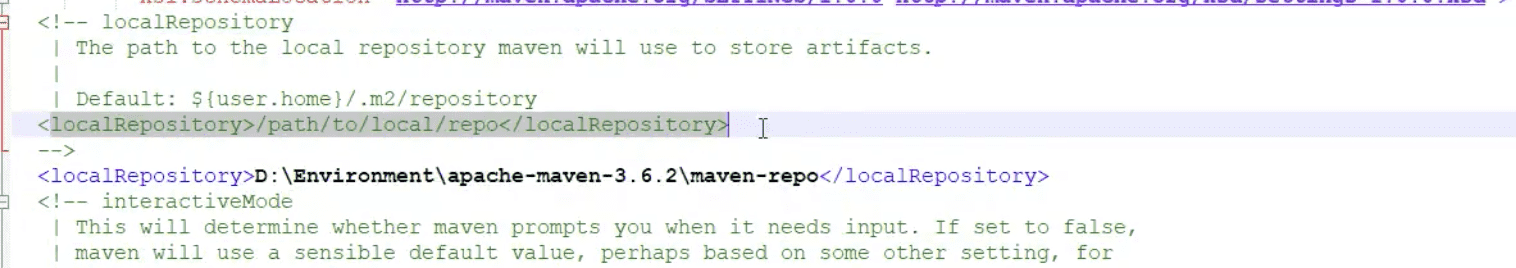 <!-- localRepository
| The path to the local repository maven will use to store artifacts.
|
| Default: ${user.home}/.m2/repository
<localRepository>/path/to/local/repo</localRepository>
-->
<localRepository>D:\Environment\apache-maven-3.6.2\maven-repo</localRepository>
<!-- interactiveMode
| This will determine whether maven prompts you when it needs input. If set to false,
| maven will use a sensible default value, perhaps based on some other setting, for